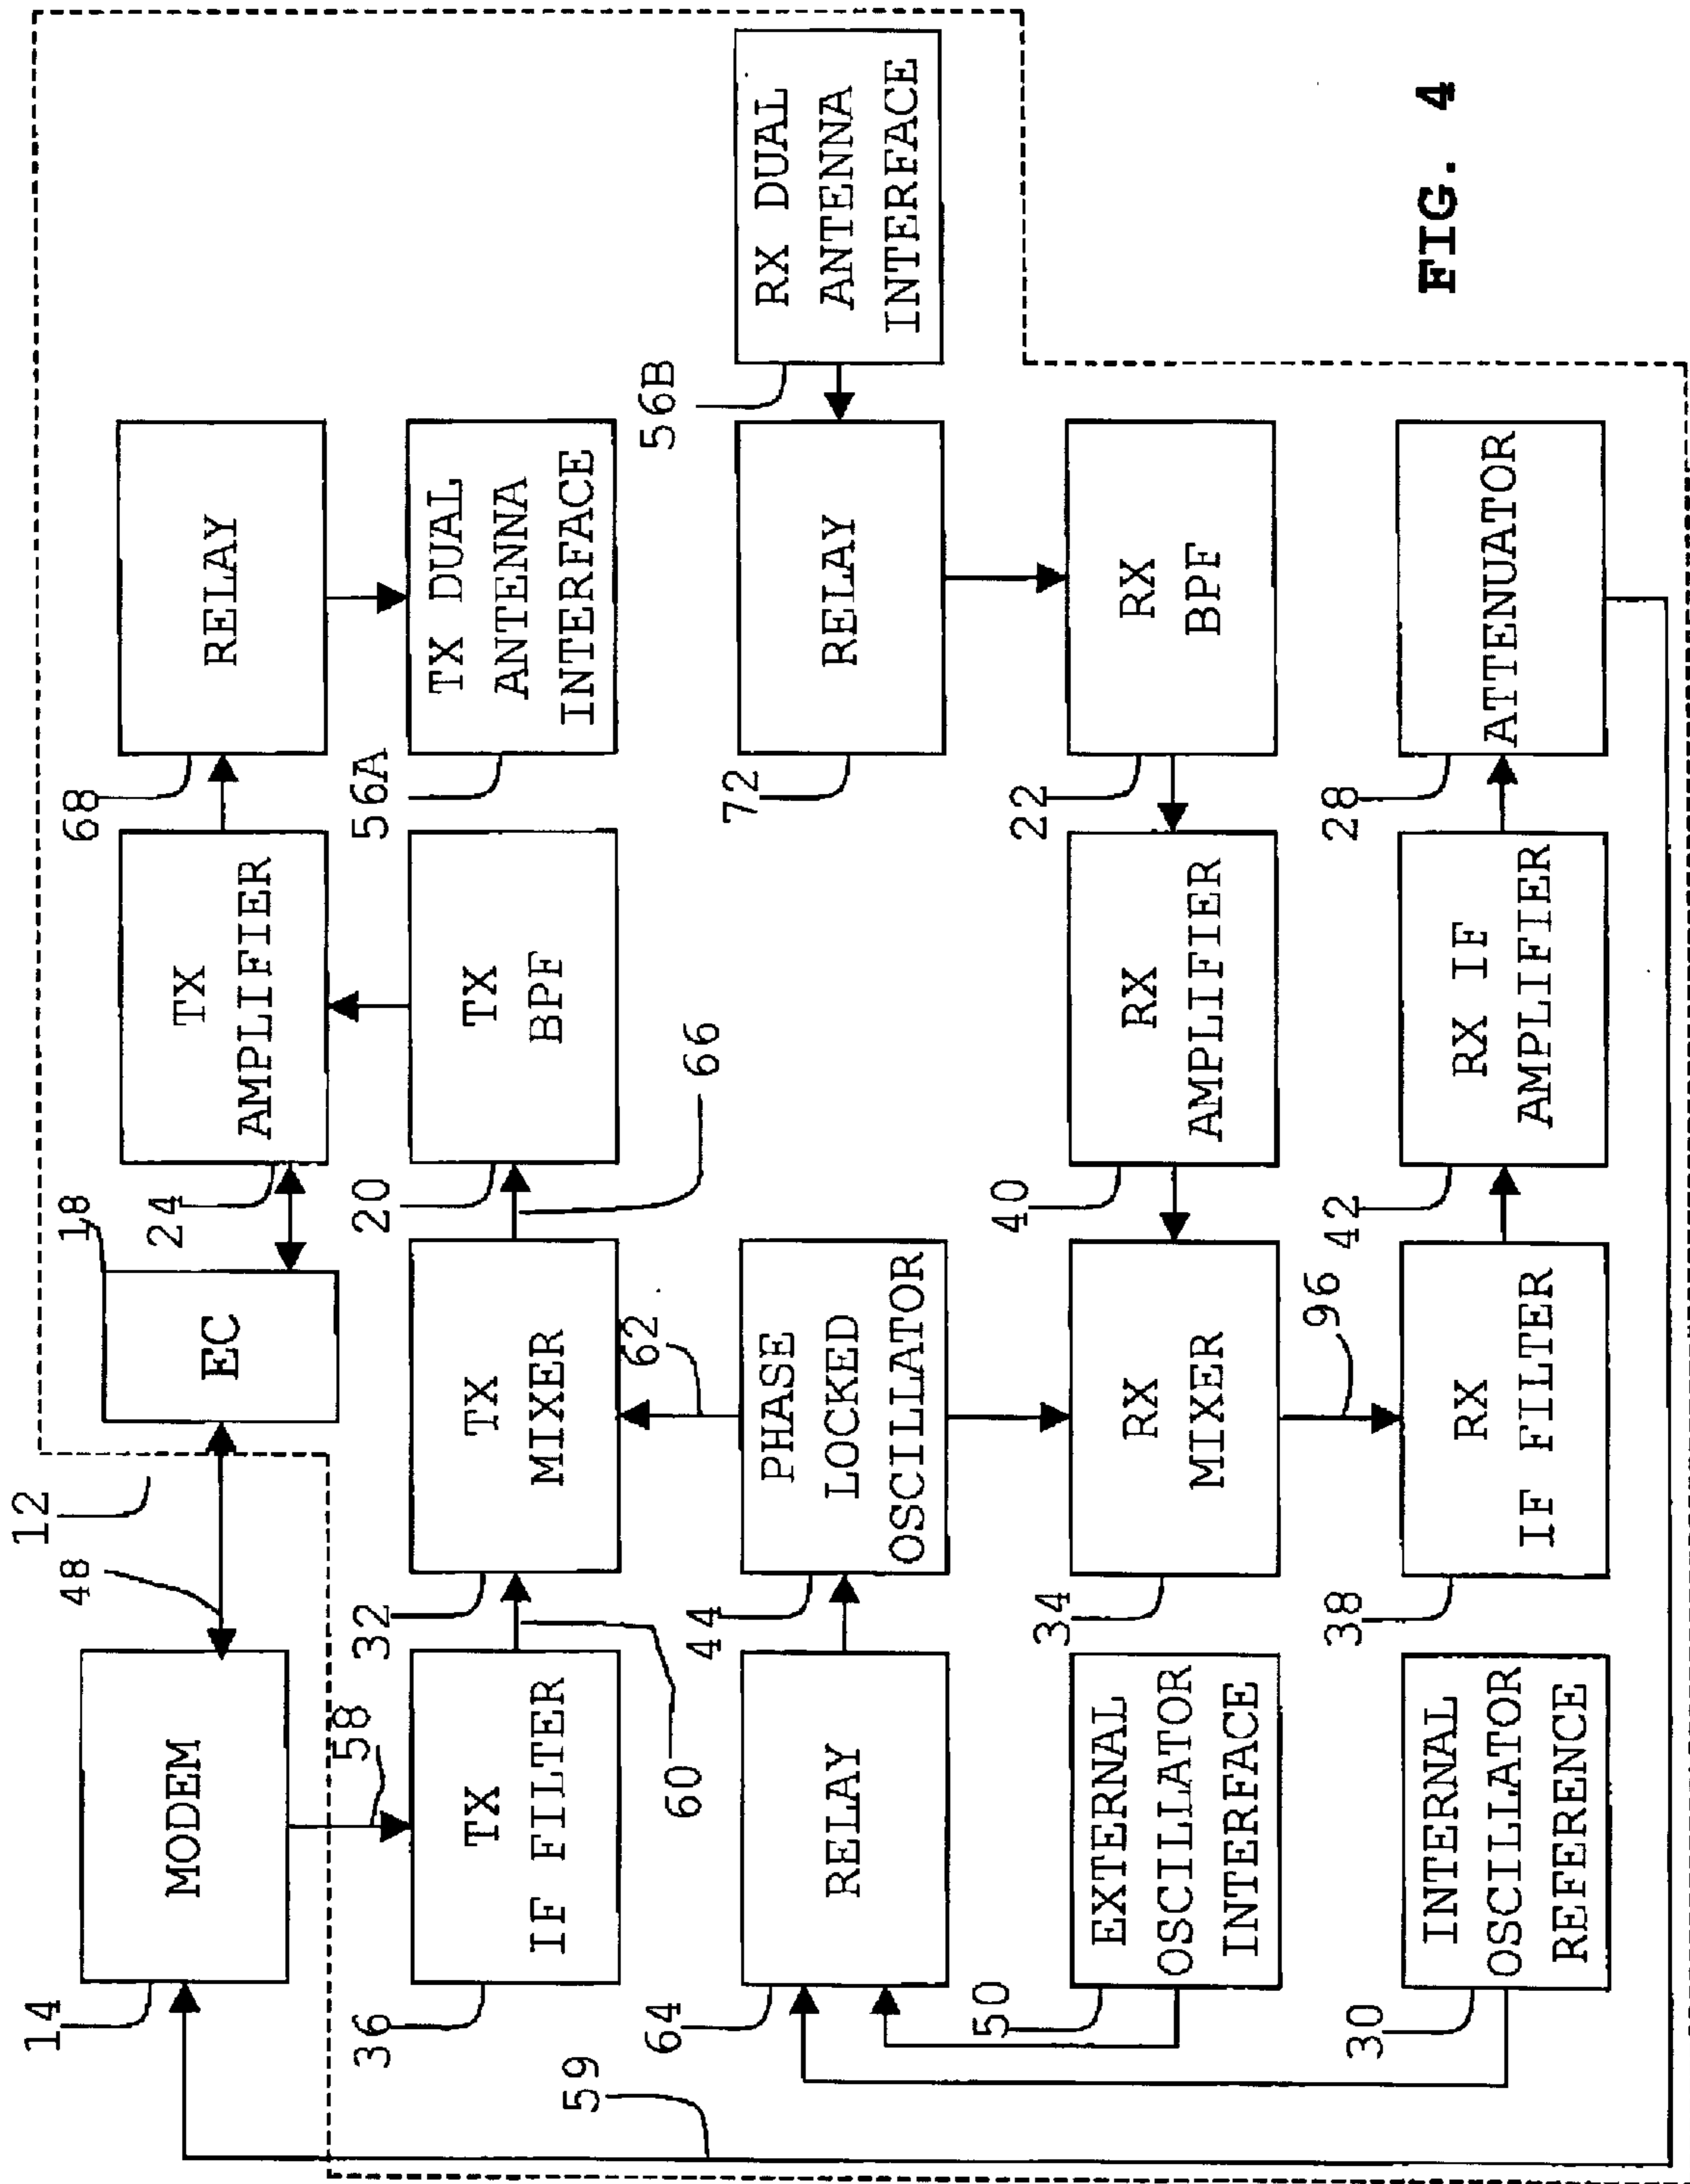 14
MODEM
48
12
18
EC
24
TX
AMPLIFIER
68
RELAY
58
36
TX
IF FILTER
60
32
TX
MIXER
66
20
TX
BPF
56A
TX DUAL
ANTENNA
INTERFACE
59
64
RELAY
62
44
PHASE
LOCKED
OSCILLATOR
72
RELAY
56B
RX DUAL
ANTENNA
INTERFACE
50
EXTERNAL
OSCILLATOR
INTERFACE
34
RX
MIXER
40
RX
AMPLIFIER
22
RX
BPF
30
INTERNAL
OSCILLATOR
REFERENCE
38
RX
IF FILTER
96
42
RX IF
AMPLIFIER
28
ATTENUATOR
FIG. 4